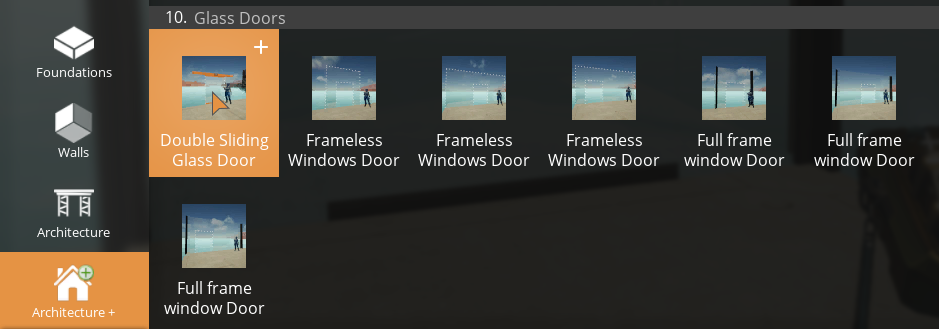 10. Glass Doors
Foundations
Walls
Architecture
Architecture +
Double Sliding
Glass Door
Frameless
Windows Door
Frameless
Windows Door
Frameless
Windows Door
Full frame
window Door
Full frame
window Door
Full frame
window Door